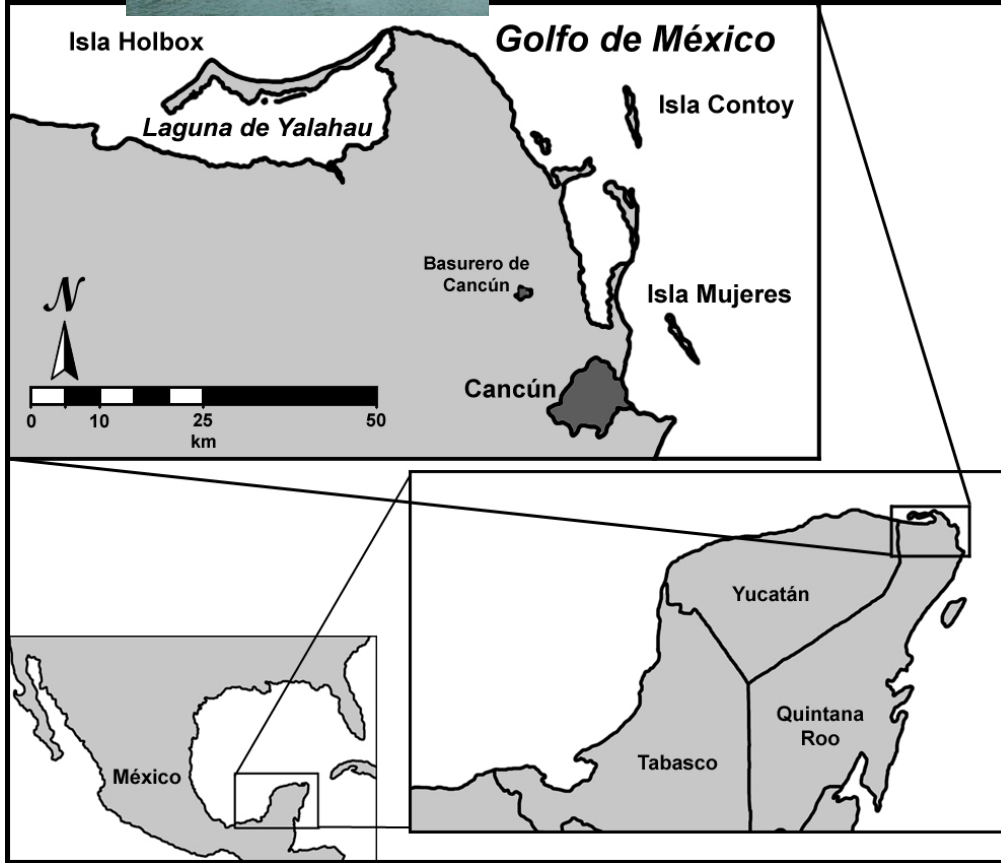 Golfo de México
Isla Holbox
Isla Contoy
Laguna de Yalahau
Basurero de
Cancún
Isla Mujeres
N
Cancún
0 10 25 50
km
Yucatán
Quintana
Roo
Tabasco
México